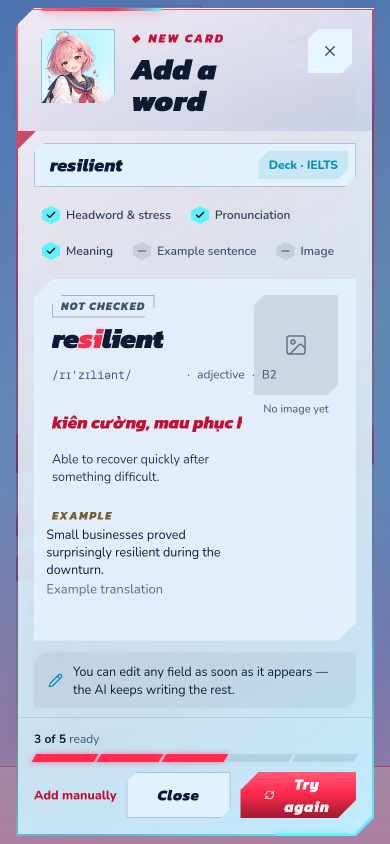 NEW CARD
Add a
word
resilient
Deck · IELTS
Headword & stress
Pronunciation
Meaning
Example sentence
Image
NOT CHECKED
resilient
/rɪˈzɪliənt/
· adjective · B2
No image yet
kiên cường, mau phục h
Able to recover quickly after
something difficult.
EXAMPLE
Small businesses proved
surprisingly resilient during the
downturn.
Example translation
You can edit any field as soon as it appears —
the AI keeps writing the rest.
3 of 5 ready
Add manually
Close
Try
again